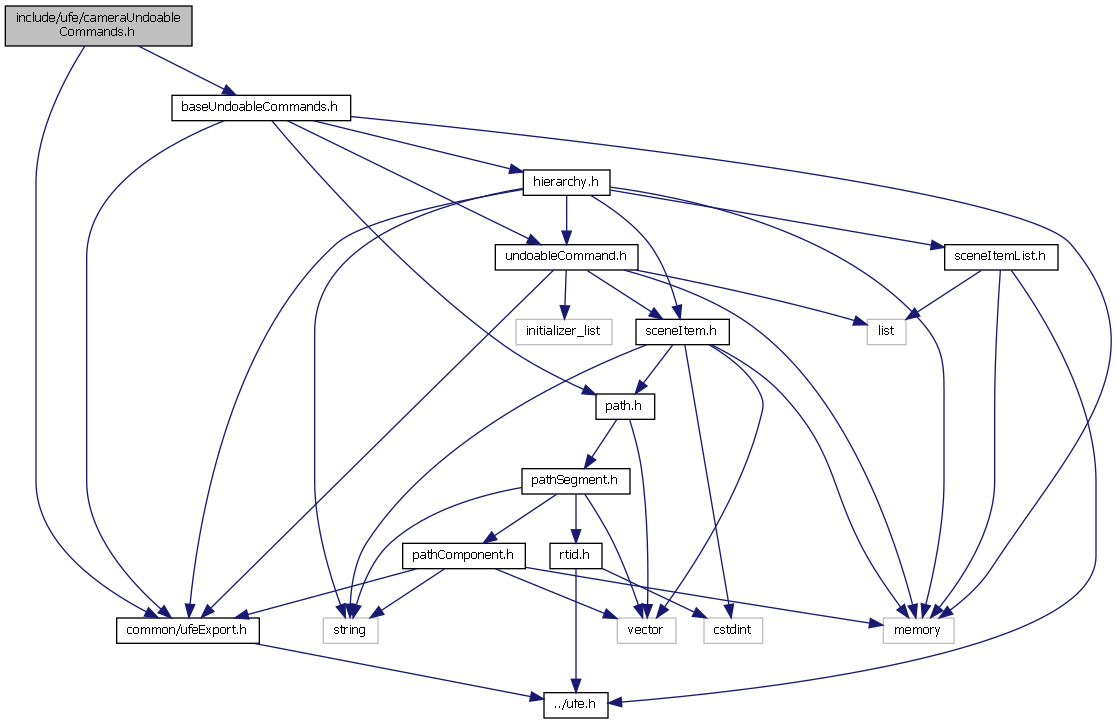 include/ufe/cameraUndoable
Commands.h
baseUndoableCommands.h
hierarchy.h
undoableCommand.h
sceneItemList.h
initializer_list
sceneItem.h
list
path.h
pathSegment.h
pathComponent.h
rtid.h
common/ufeExport.h
string
vector
cstdint
memory
../ufe.h